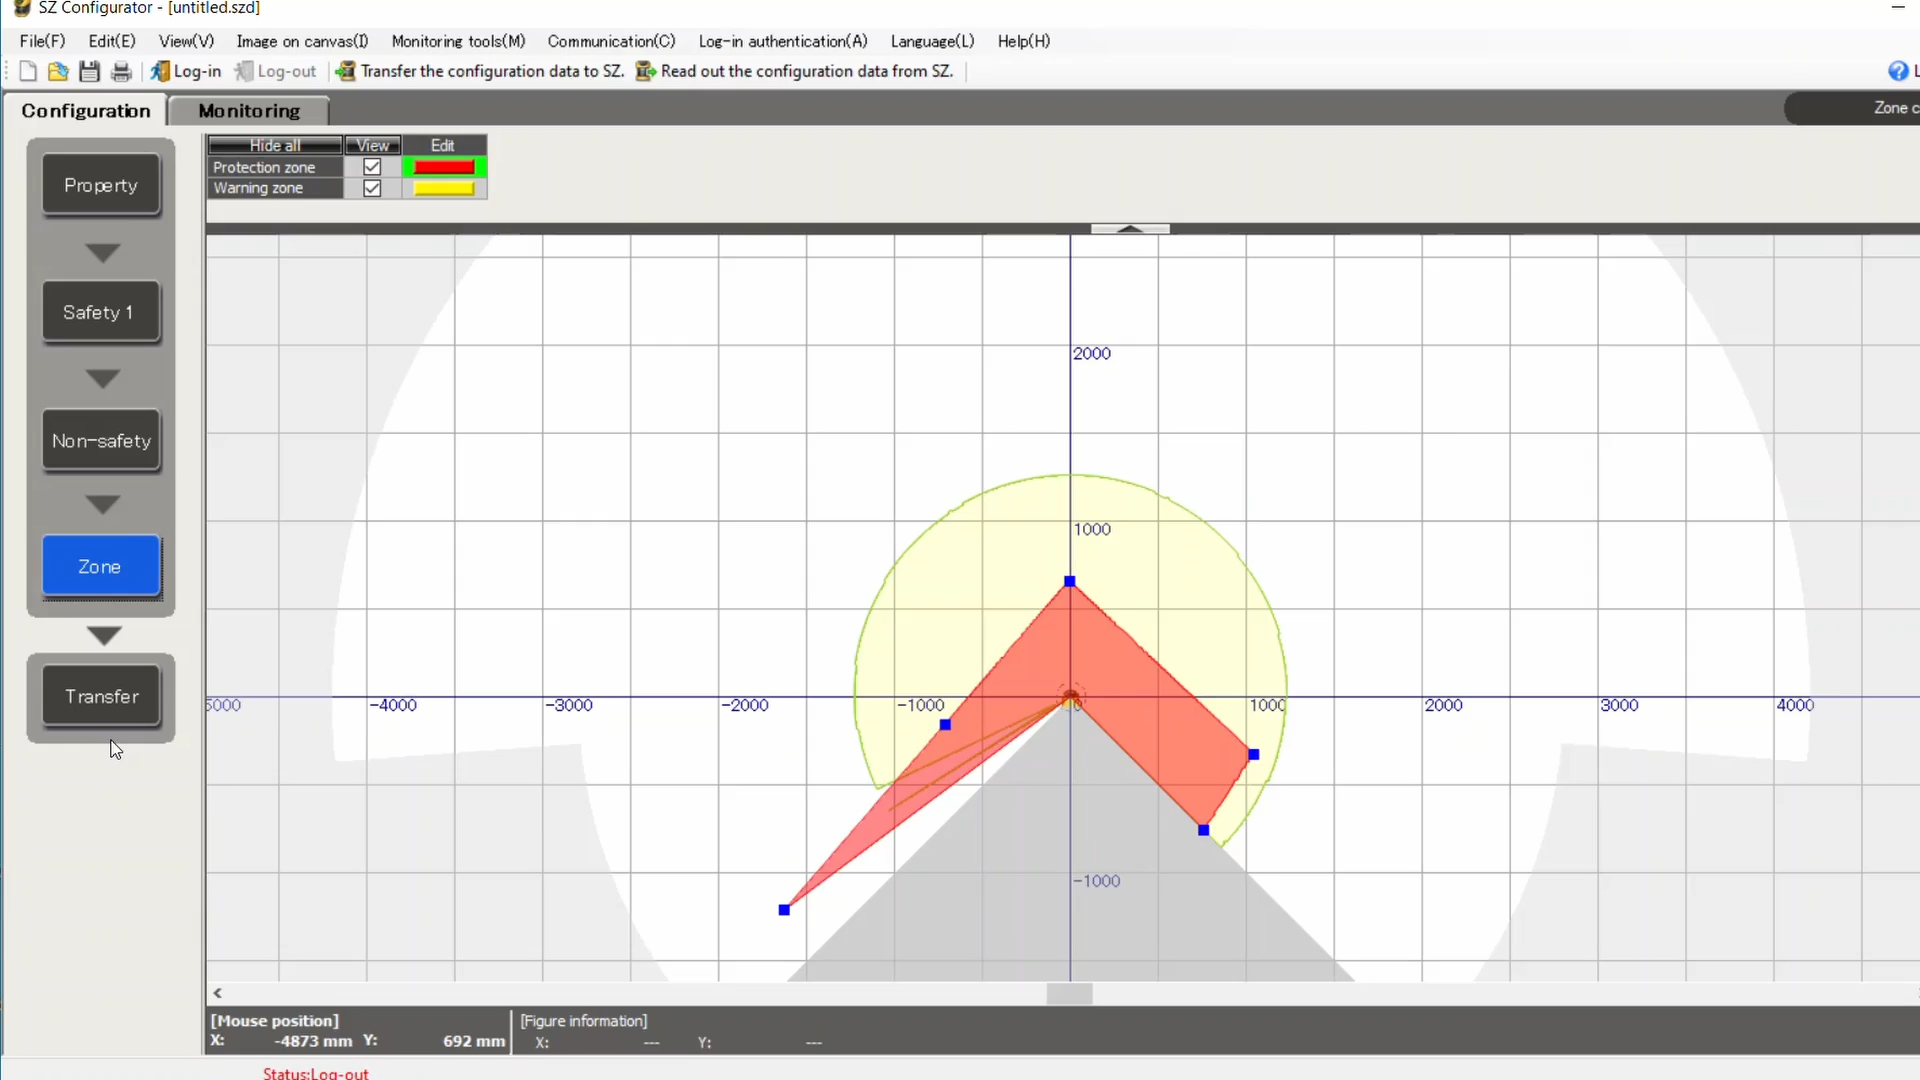 SZ Configurator - [untitled.szd]
File(F) Edit(E) View(V) Image on canvas(I) Monitoring tools(M) Communication(C) Log-in authentication(A) Language(L) Help(H)
Log-in Log-out Transfer the configuration data to SZ. Read out the configuration data from SZ. L
Configuration Monitoring Zone c
Hide all View Edit
Protection zone
Warning zone
Property
Safety 1
Non-safety
Zone
Transfer
2000
1000
5000 -4000 -3000 -2000 -1000 0 1000 2000 3000 4000
-1000
[Mouse position] [Figure information]
X: -4873 mm Y: 692 mm X: --- Y: ---
Status:Log-out